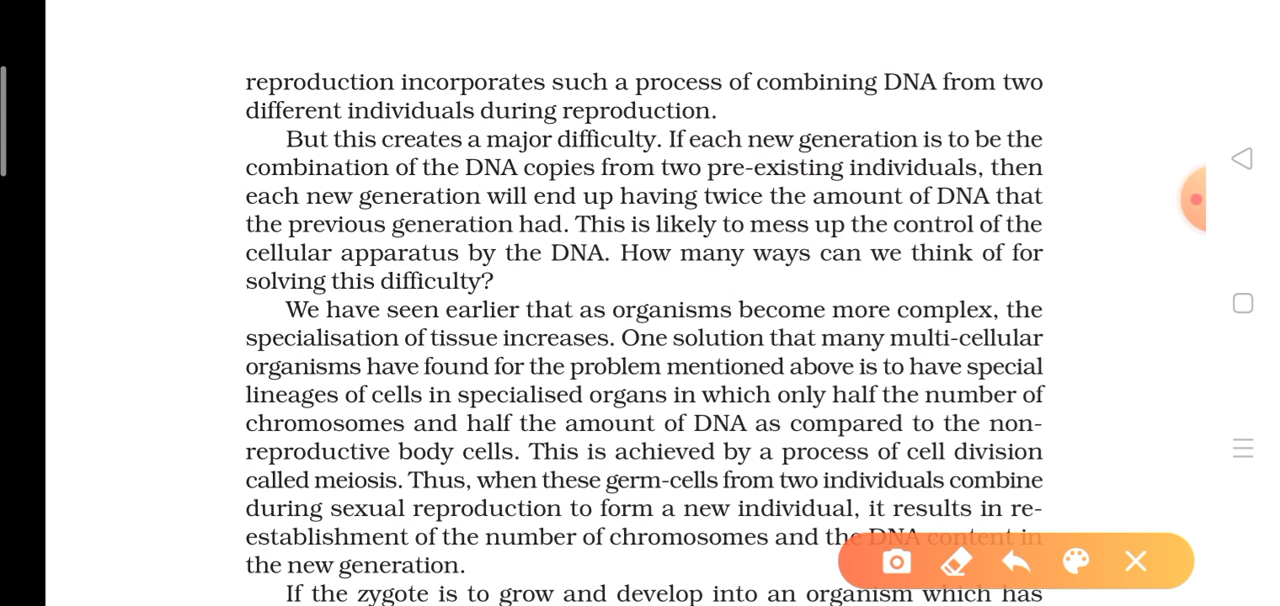 reproduction incorporates such a process of combining DNA from two
different individuals during reproduction.
But this creates a major difficulty. If each new generation is to be the
combination of the DNA copies from two pre-existing individuals, then
each new generation will end up having twice the amount of DNA that
the previous generation had. This is likely to mess up the control of the
cellular apparatus by the DNA. How many ways can we think of for
solving this difficulty?
We have seen earlier that as organisms become more complex, the
specialisation of tissue increases. One solution that many multi-cellular
organisms have found for the problem mentioned above is to have special
lineages of cells in specialised organs in which only half the number of
chromosomes and half the amount of DNA as compared to the non-
reproductive body cells. This is achieved by a process of cell division
called meiosis. Thus, when these germ-cells from two individuals combine
during sexual reproduction to form a new individual, it results in re-
establishment of the number of chromosomes and the DNA content in
the new generation.
If the zygote is to grow and develop into an organism which has